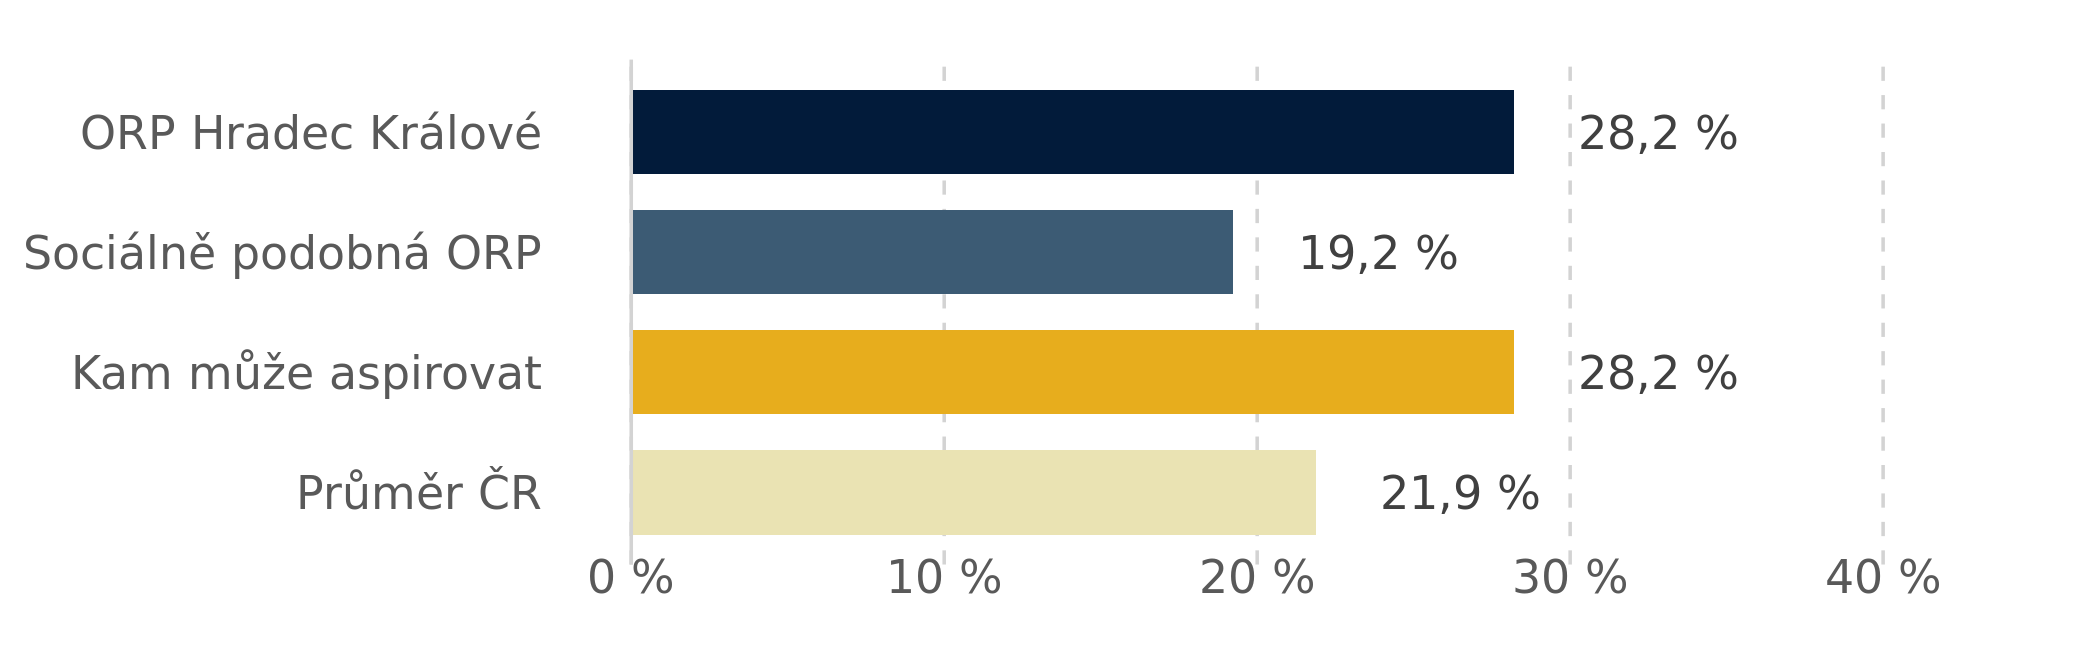 ORP Hradec Králové 28,2 %
Sociálně podobná ORP 19,2 %
Kam může aspirovat 28,2 %
Průměr ČR 21,9 %
0 % 10 % 20 % 30 % 40 %